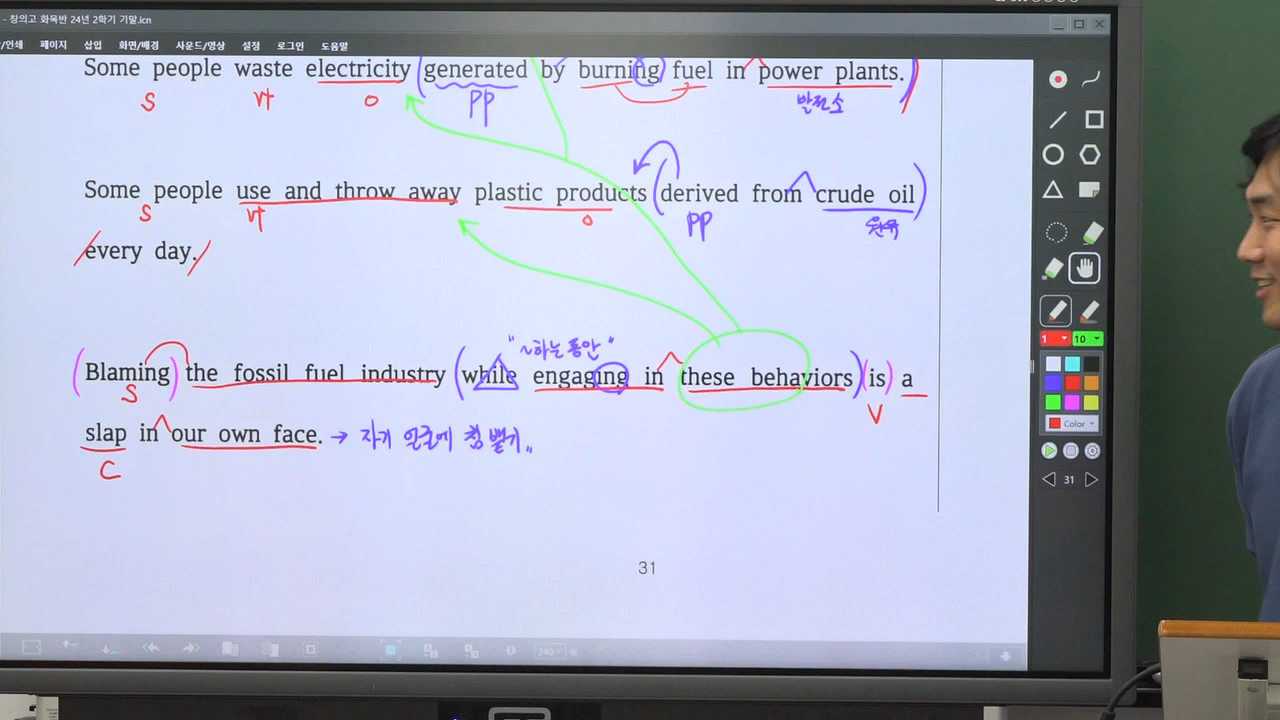 - 창의고 화목반 24년 2학기 기말.icn
/인쇄 페이지 삽입 화면/배경 사운드/영상 설정 로그인 도움말
Some people waste electricity (generated by burning fuel in power plants.)
S vt O PP 발전소
Some people use and throw away plastic products (derived from crude oil)
S vt O PP 원유
every day.
"~하는 동안"
(Blaming) the fossil fuel industry (while engaging in these behaviors) (is) a
S V
slap in our own face. → 자기 얼굴에 침 뱉기.
C
31
1 10
Color
31
240 %